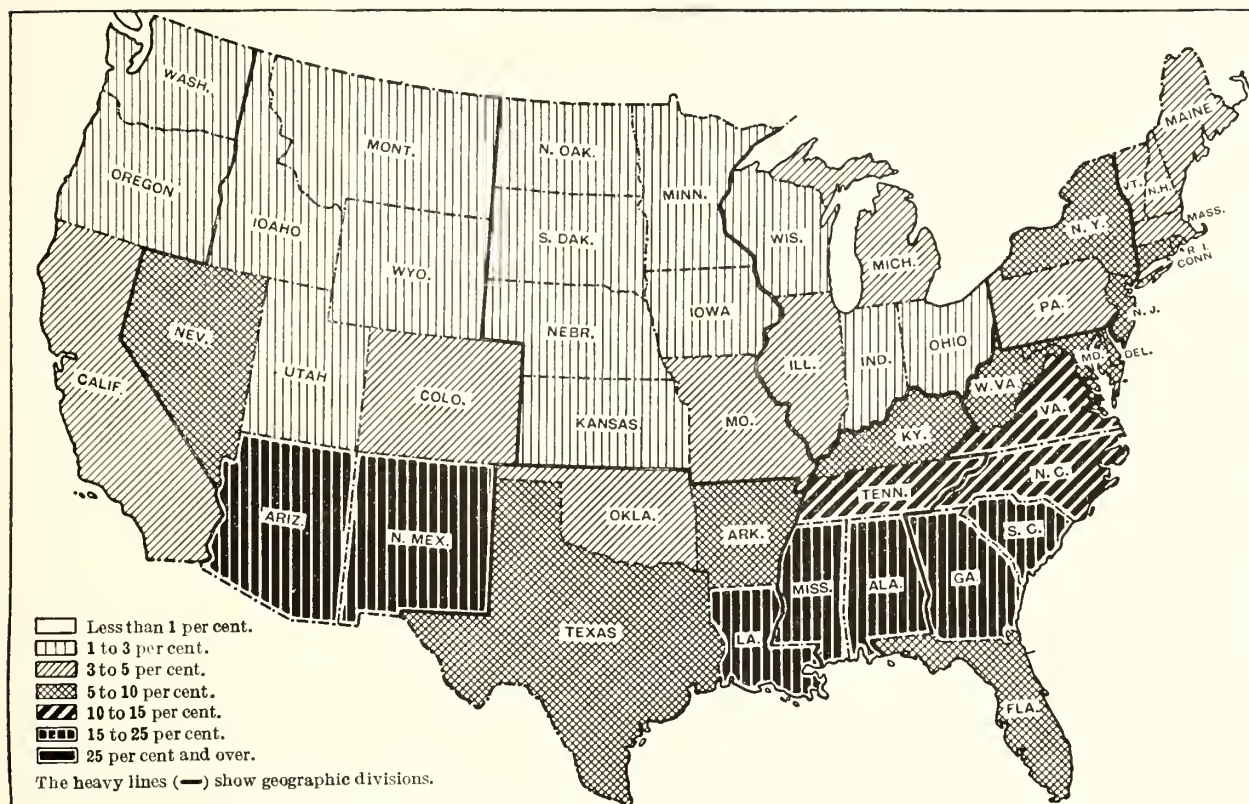 WASH.
MONT.
N. OAK.
MINN.
MAINE
OREGON
IOAHO
S. DAK.
WIS.
MICH.
VT.
N.H.
N. Y.
MASS.
R. I.
CONN
WYO.
NEBR.
IOWA
PA.
N. J.
NEV.
UTAH
COLO.
KANSAS.
MO.
ILL.
IND.
OHIO
W. VA.
MD.
DEL.
CALIF.
KY.
VA.
ARIZ.
N. MEX.
OKLA.
ARK.
TENN.
N. C.
S. C.
MISS.
ALA.
GA.
TEXAS
LA.
FLA.
Less than 1 per cent.
1 to 3 per cent.
3 to 5 per cent.
5 to 10 per cent.
10 to 15 per cent.
15 to 25 per cent.
25 per cent and over.
The heavy lines (━) show geographic divisions.